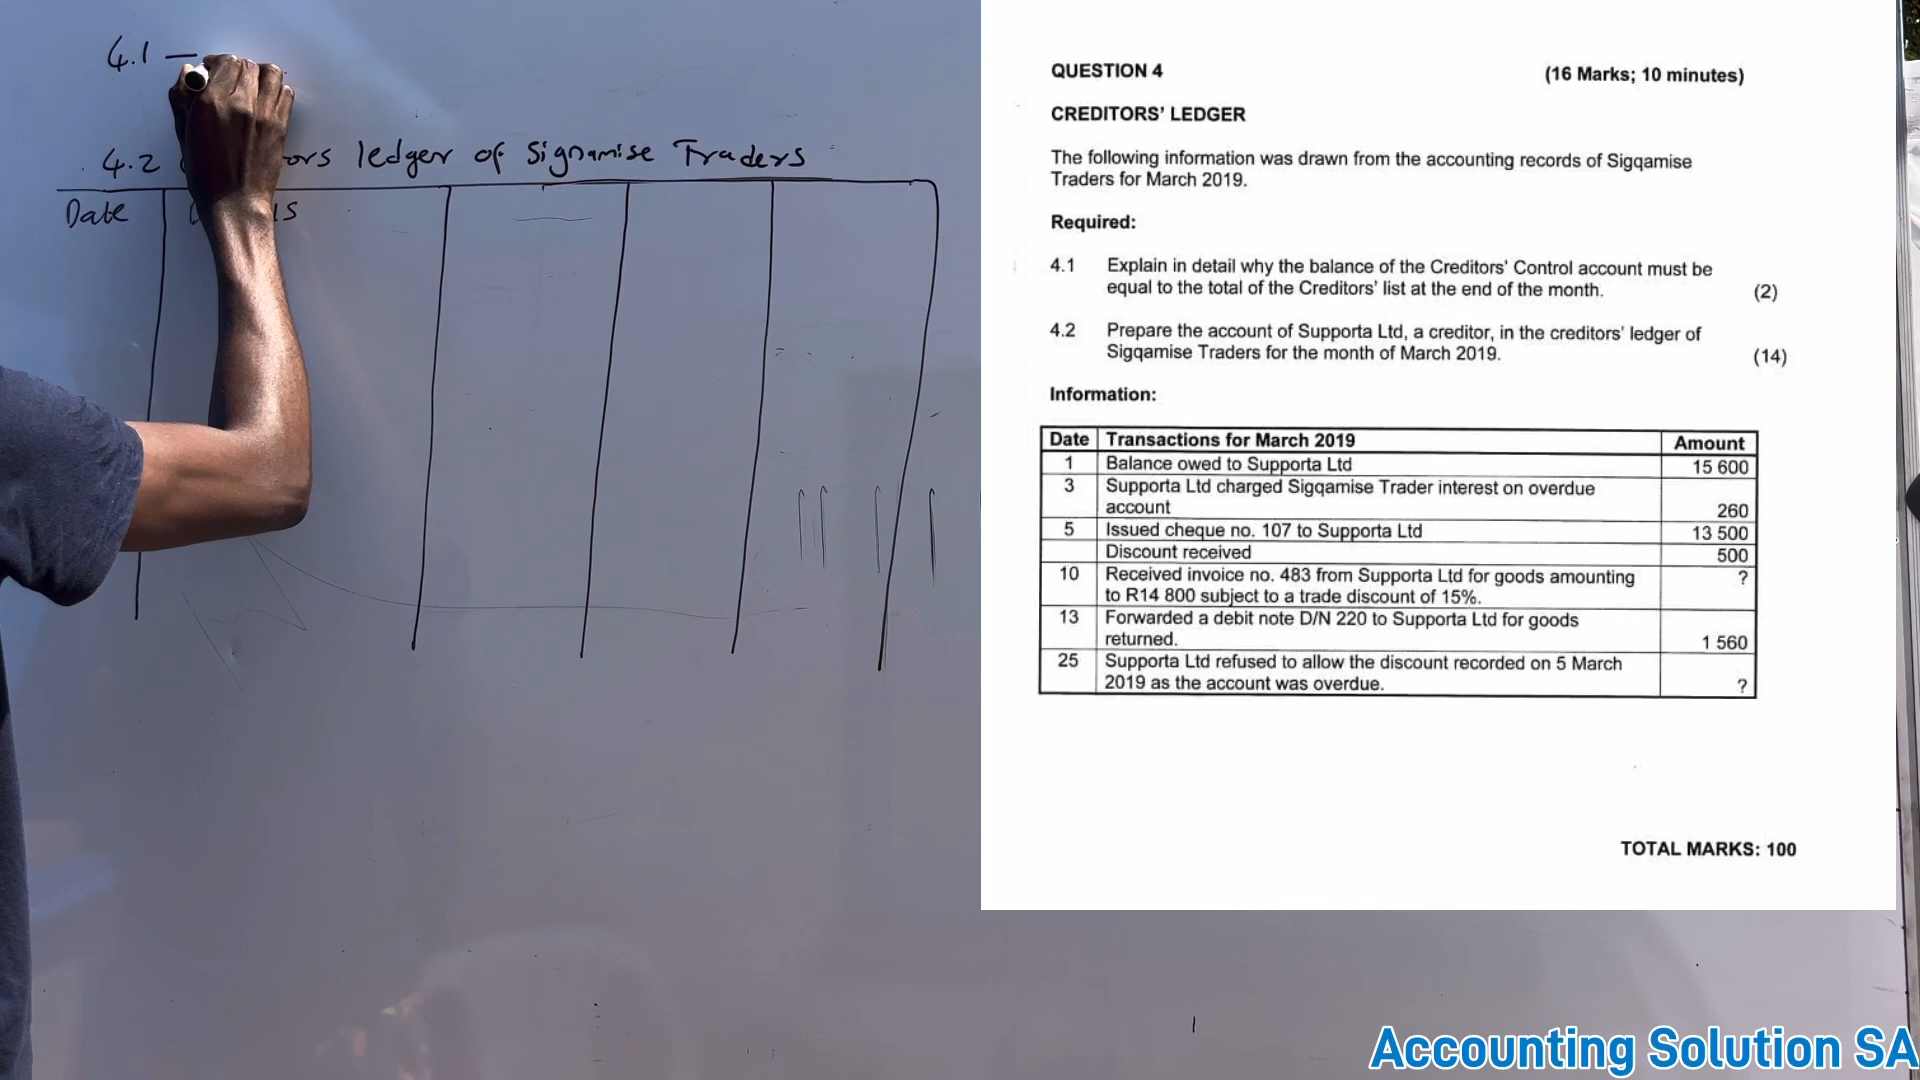 4.1 –
4.2 ors ledger of Signamise Traders
Date
QUESTION 4 (16 Marks; 10 minutes)
CREDITORS' LEDGER
The following information was drawn from the accounting records of Sigqamise
Traders for March 2019.
Required:
4.1 Explain in detail why the balance of the Creditors' Control account must be
equal to the total of the Creditors' list at the end of the month. (2)
4.2 Prepare the account of Supporta Ltd, a creditor, in the creditors' ledger of
Sigqamise Traders for the month of March 2019. (14)
Information:
Date Transactions for March 2019 Amount
1 Balance owed to Supporta Ltd 15 600
3 Supporta Ltd charged Sigqamise Trader interest on overdue
account 260
5 Issued cheque no. 107 to Supporta Ltd 13 500
Discount received 500
10 Received invoice no. 483 from Supporta Ltd for goods amounting ?
to R14 800 subject to a trade discount of 15%.
13 Forwarded a debit note D/N 220 to Supporta Ltd for goods
returned. 1 560
25 Supporta Ltd refused to allow the discount recorded on 5 March
2019 as the account was overdue. ?
TOTAL MARKS: 100
Accounting Solution SA